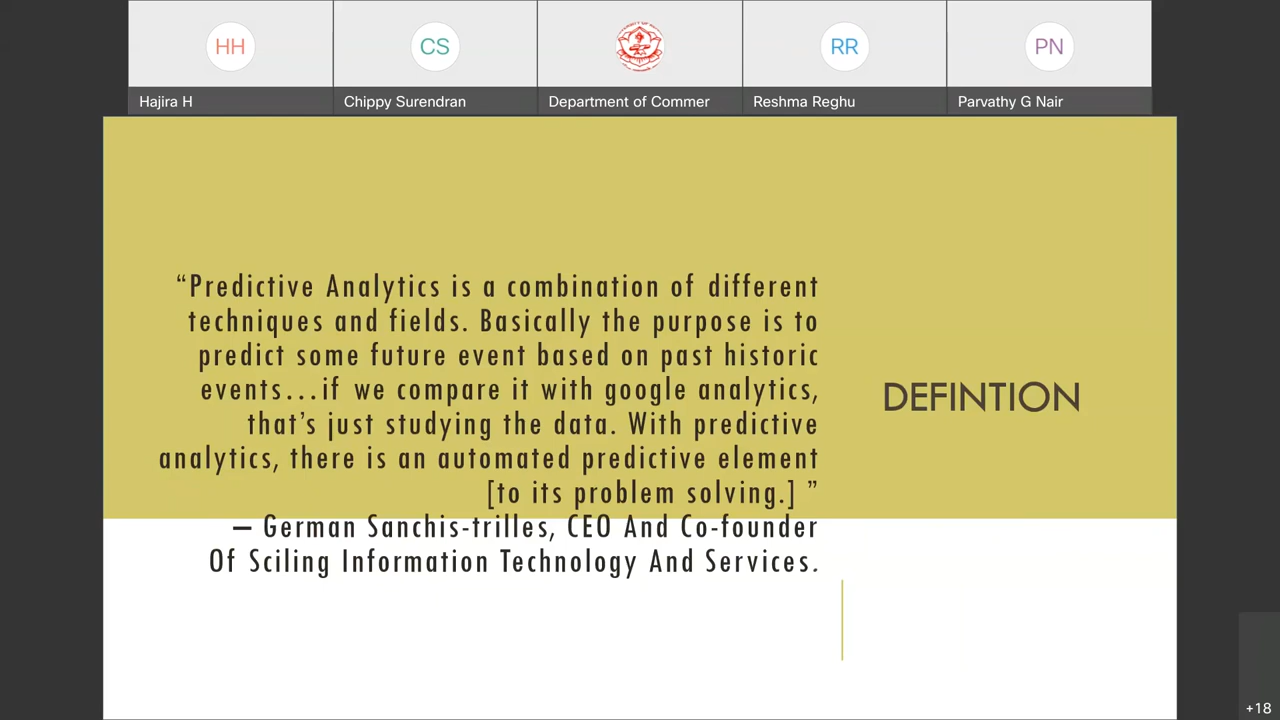 HH
CS
RR
PN
Hajira H
Chippy Surendran
Department of Commer
Reshma Reghu
Parvathy G Nair
“Predictive Analytics is a combination of different
techniques and fields. Basically the purpose is to
predict some future event based on past historic
events...if we compare it with google analytics,
that’s just studying the data. With predictive
analytics, there is an automated predictive element
[to its problem solving.] ”
– German Sanchis-trilles, CEO And Co-founder
Of Sciling Information Technology And Services.
DEFINTION
+18